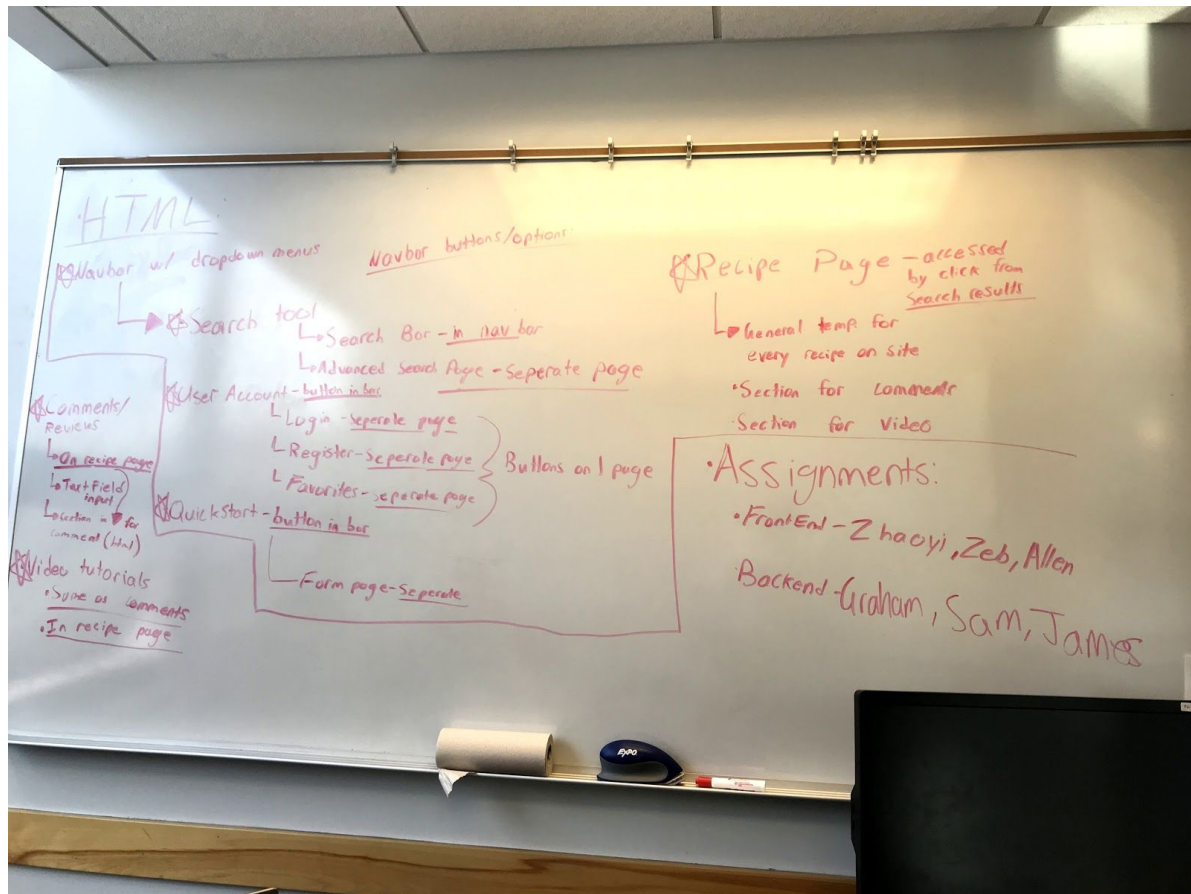 ·HTML
Navbar w/ dropdown menus
Navbar buttons/options:
Search tool
Search Bar - in nav bar
Advanced Search Page - Seperate page
User Account - button in bar
Login - Seperate page
Register - Seperate page
Favorites - seperate page
Buttons on 1 page
Quickstart - button in bar
Form page - Seperate
Comments/
Reviews
On recipe page
Text Field
input
Section in for
comment (html)
Video tutorials
·Same as comments
·In recipe page
Recipe Page - accessed
by click from
Search results
General temp. for
every recipe on site
·Section for comments
·Section for Video
·Assignments:
·FrontEnd - Zhaoyi, Zeb, Allen
Backend - Graham, Sam, James
EXPO